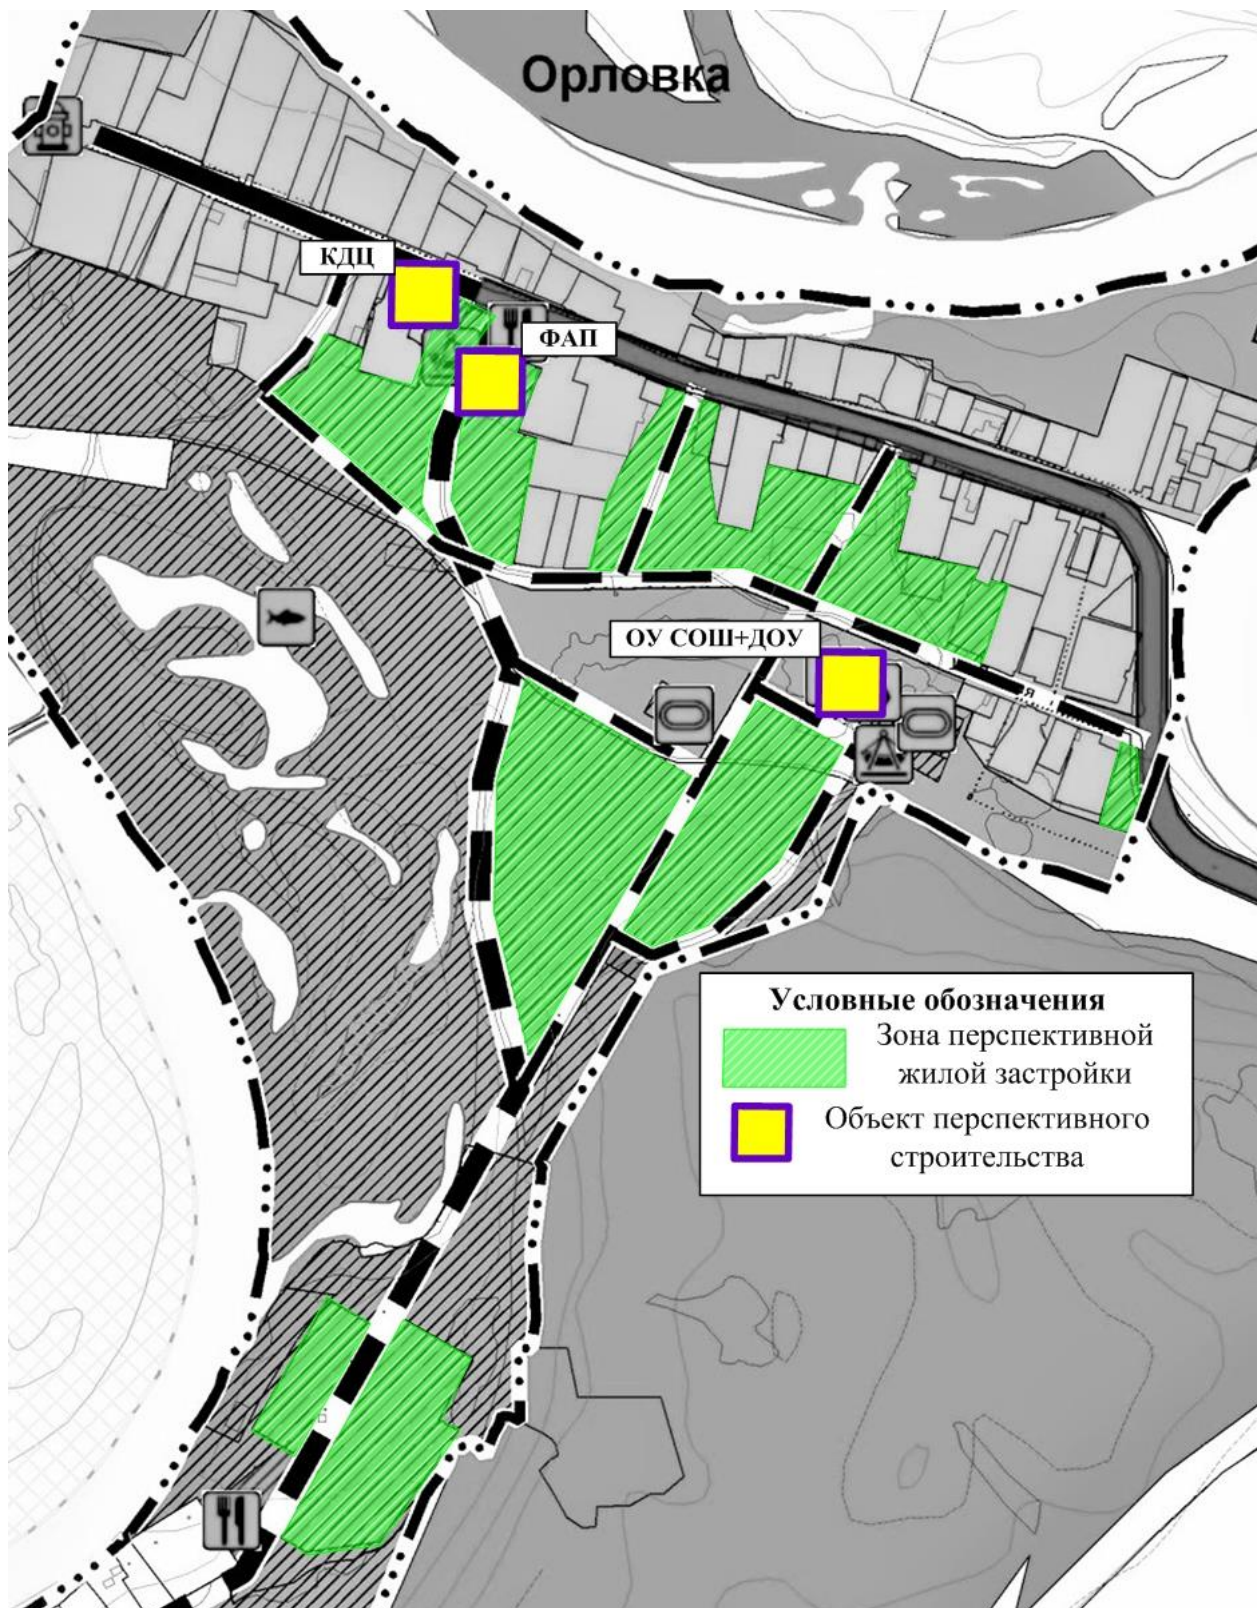 Орловка
КДЦ
ФАП
ОУ СОШ+ДОУ
я
Условные обозначения
Зона перспективной
жилой застройки
Объект перспективного
строительства